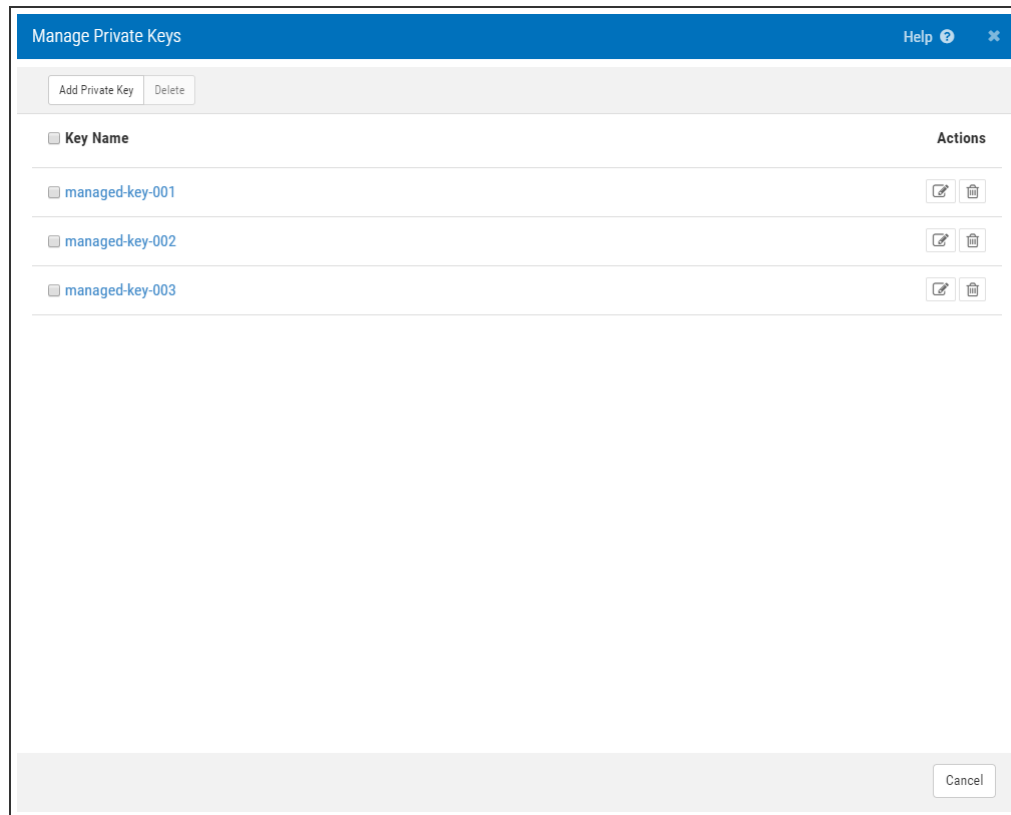 Manage Private Keys Help
Add Private Key Delete
Key Name Actions
managed-key-001
managed-key-002
managed-key-003
Cancel